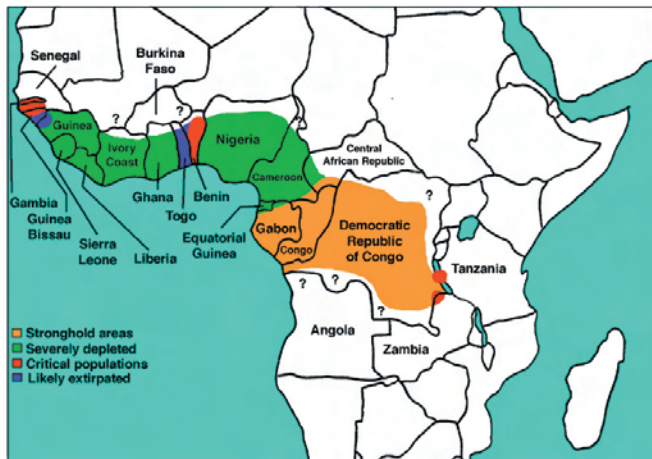 Senegal
Burkina
Faso
?
?
Guinea
Ivory
Coast
Nigeria
Central
African Republic
Cameroon
?
Gambia
Guinea
Bissau
Sierra
Leone
Liberia
Ghana
Togo
Benin
Equatorial
Guinea
Gabon
Congo
Democratic
Republic
of Congo
Tanzania
?
?
?
Angola
Zambia
Stronghold areas
Severely depleted
Critical populations
Likely extirpated